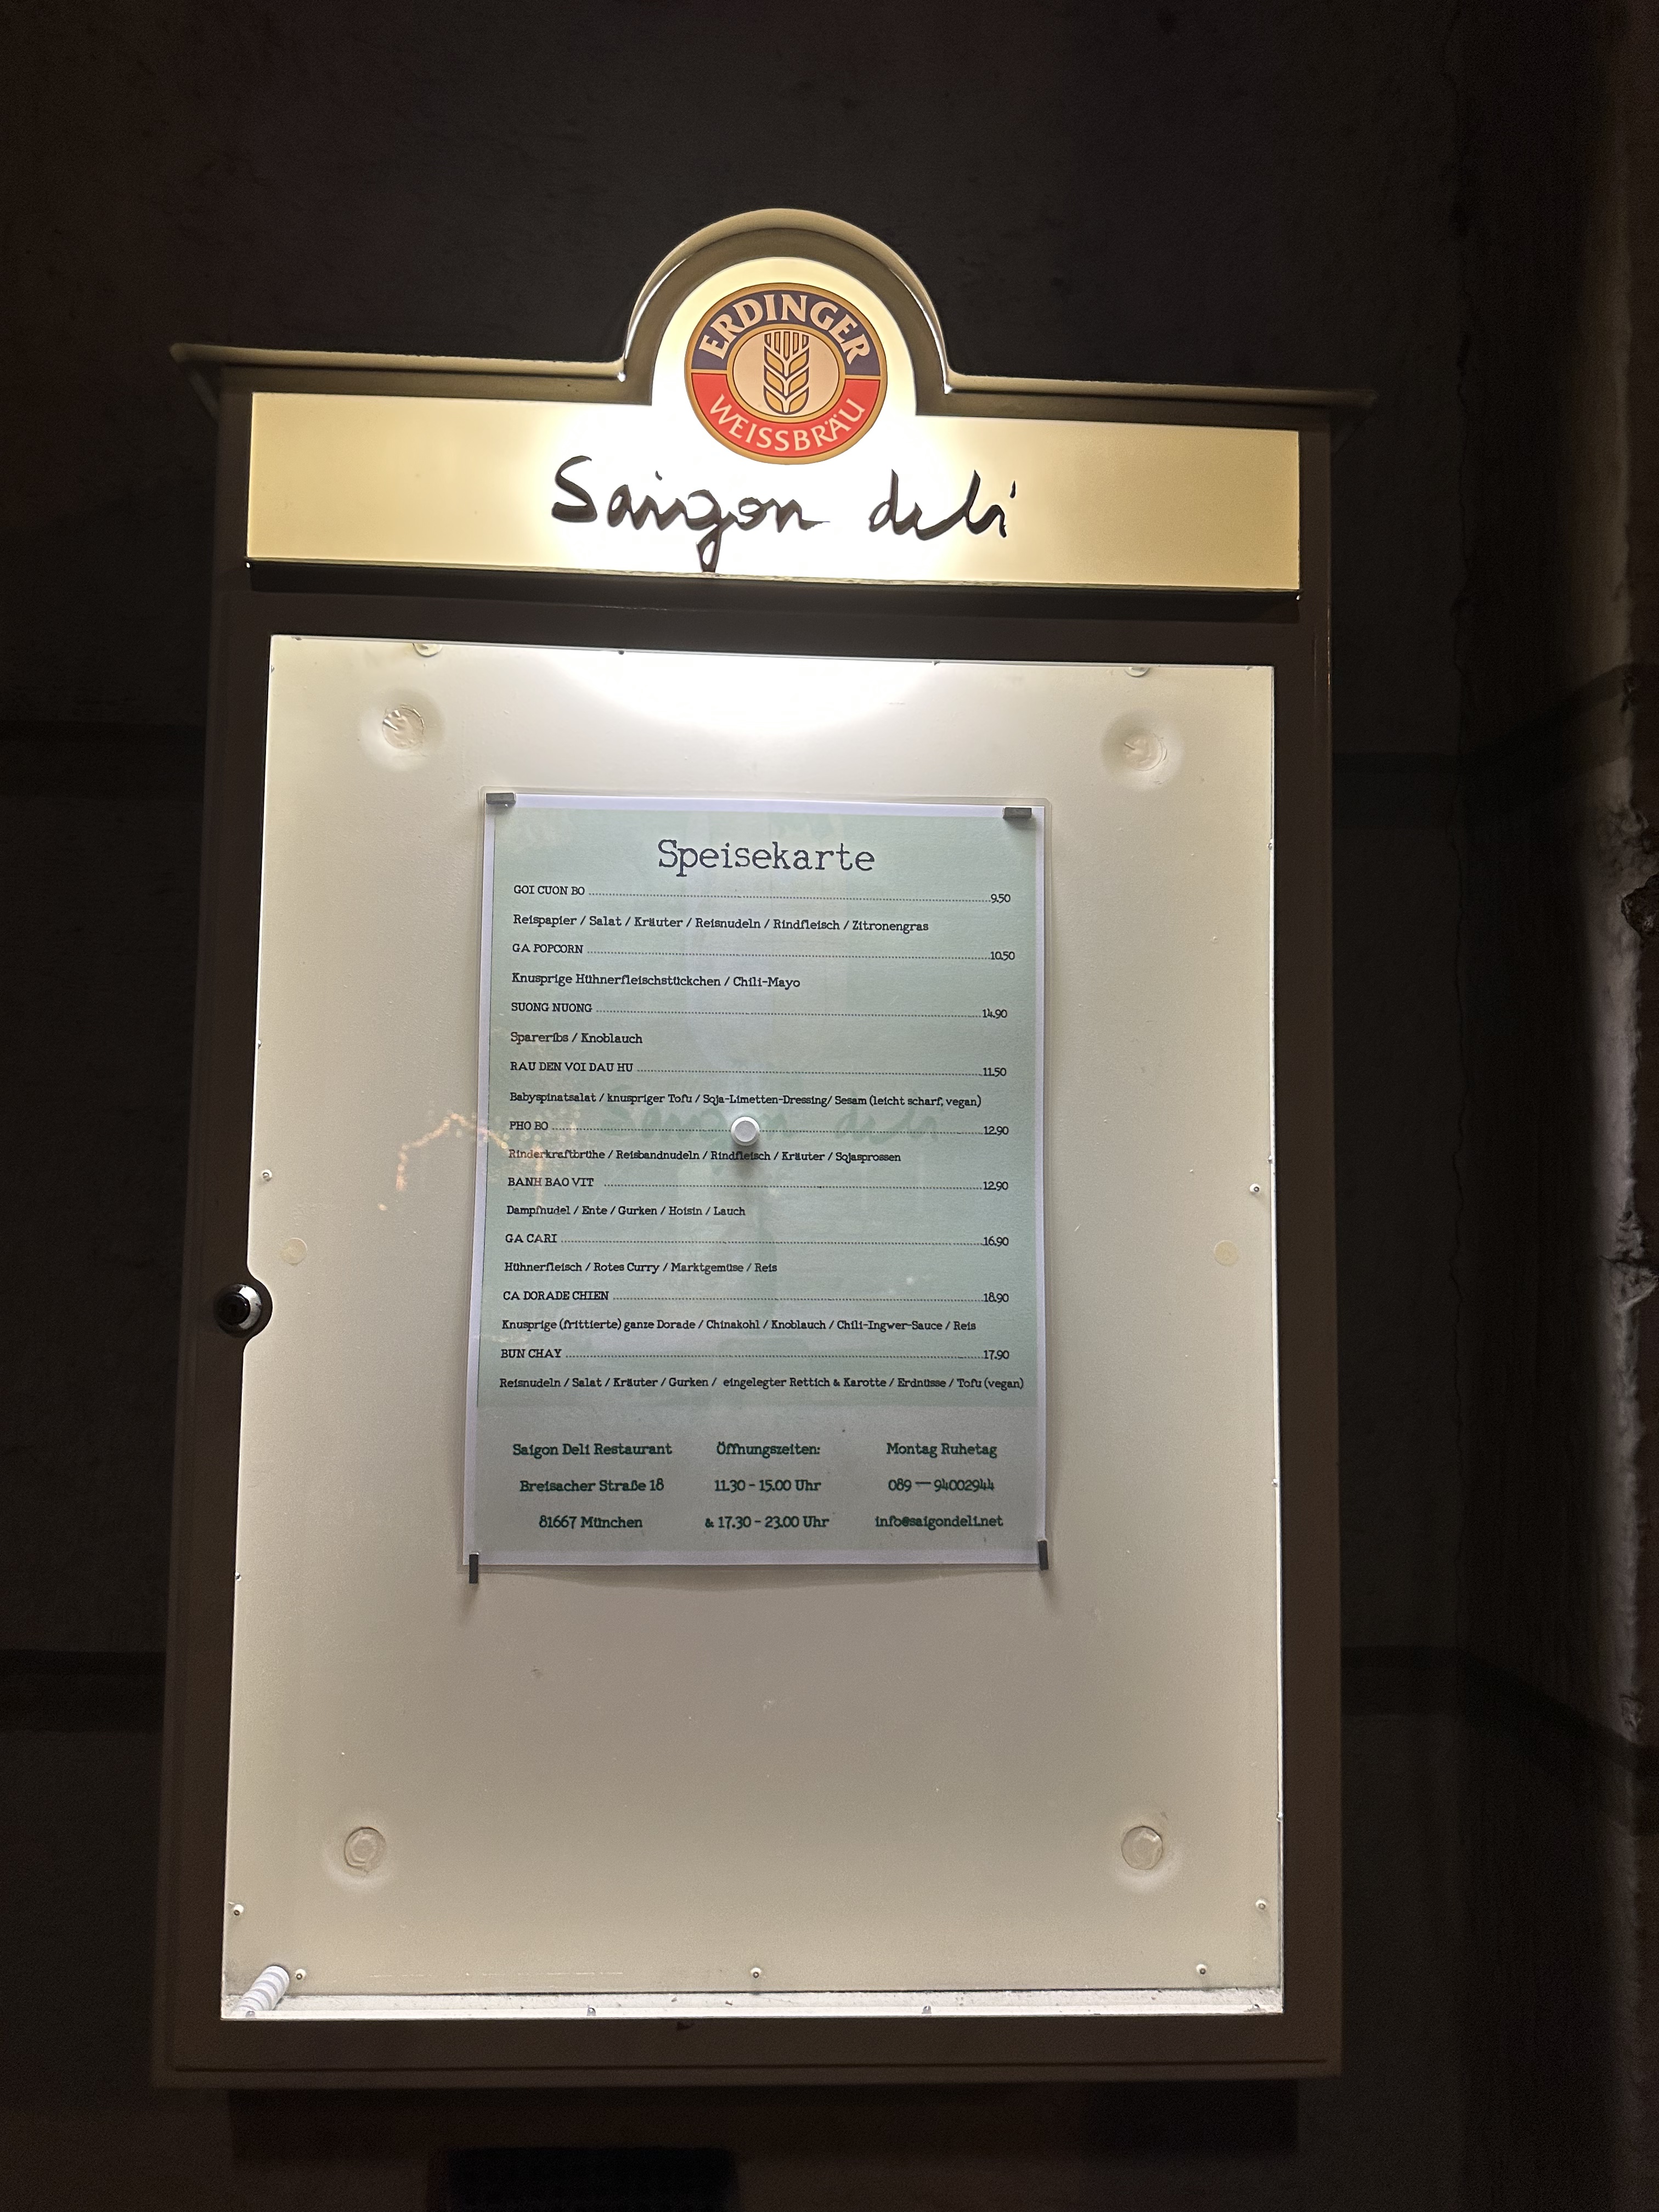 ERDINGER
WEISSBRÄU
Saigon deli
Speisekarte
GOI CUON BO 9.50
Reispapier / Salat / Kräuter / Reisnudeln / Rindfleisch / Zitronengras
GA POPCORN 10.50
Knusprige Hühnerfleischstückchen / Chili-Mayo
SUONG NUONG 14.90
Spareribs / Knoblauch
RAU DEN VOI DAU HU 11.50
Babyspinatsalat / knuspriger Tofu / Soja-Limetten-Dressing/ Sesam (leicht scharf, vegan)
PHO BO 12.90
Rinderkraftbrühe / Reisbandnudeln / Rindfleisch / Kräuter / Sojasprossen
BANH BAO VIT 12.90
Dampfnudel / Ente / Gurken / Hoisin / Lauch
GA CARI 16.90
Hühnerfleisch / Rotes Curry / Marktgemüse / Reis
CA DORADE CHIEN 18.90
Knusprige (frittierte) ganze Dorade / Chinakohl / Knoblauch / Chili-Ingwer-Sauce / Reis
BUN CHAY 17.90
Reisnudeln / Salat / Kräuter / Gurken / eingelegter Rettich & Karotte / Erdnüsse / Tofu (vegan)
Saigon Deli Restaurant
Breisacher Straße 18
81667 München
Öffnungszeiten:
11.30 - 15.00 Uhr
& 17.30 - 23.00 Uhr
Montag Ruhetag
089 — 94002944
info@saigondeli.net